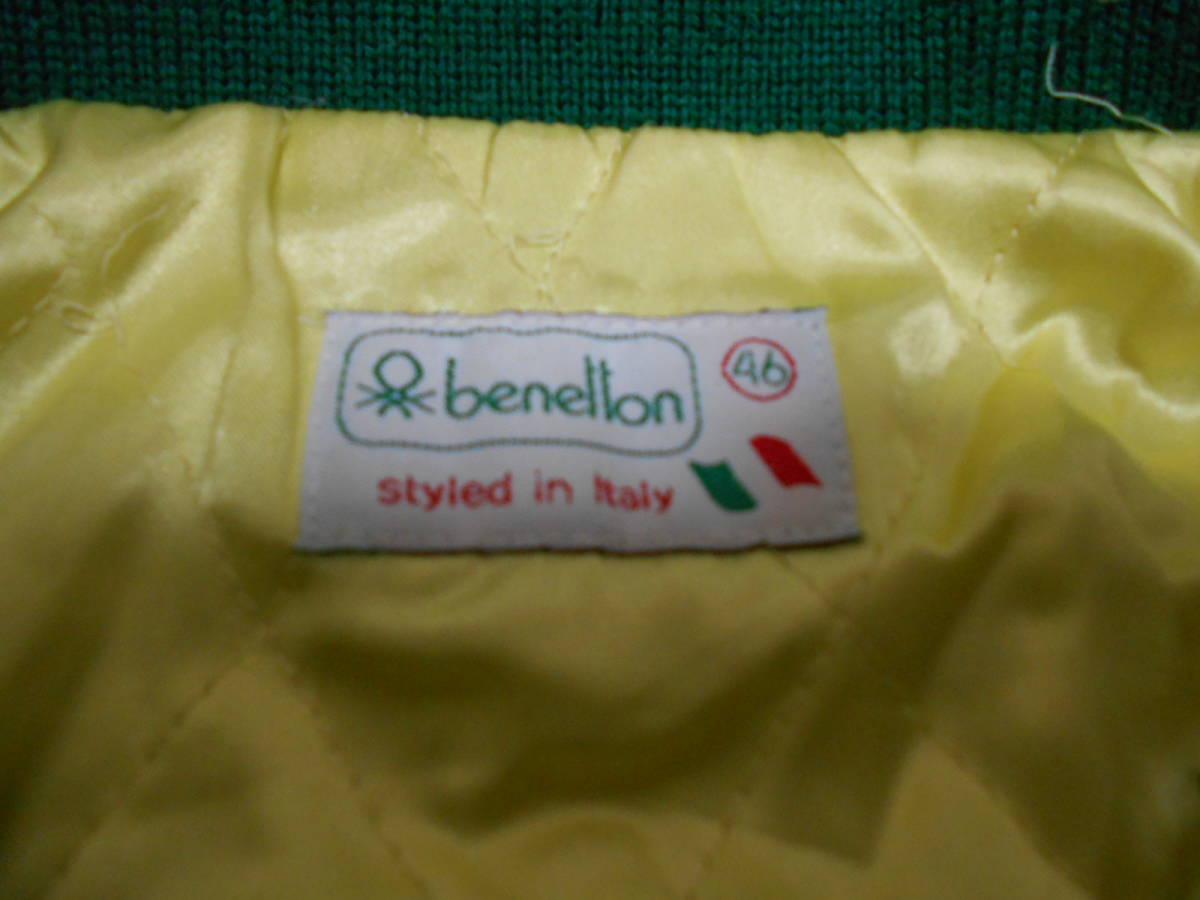 benetton 46
styled in Italy